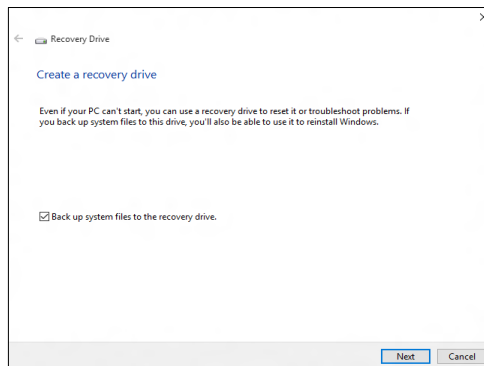 Recovery Drive
Create a recovery drive
Even if your PC can't start, you can use a recovery drive to reset it or troubleshoot problems. If
you back up system files to this drive, you'll also be able to use it to reinstall Windows.
Back up system files to the recovery drive.
Next Cancel